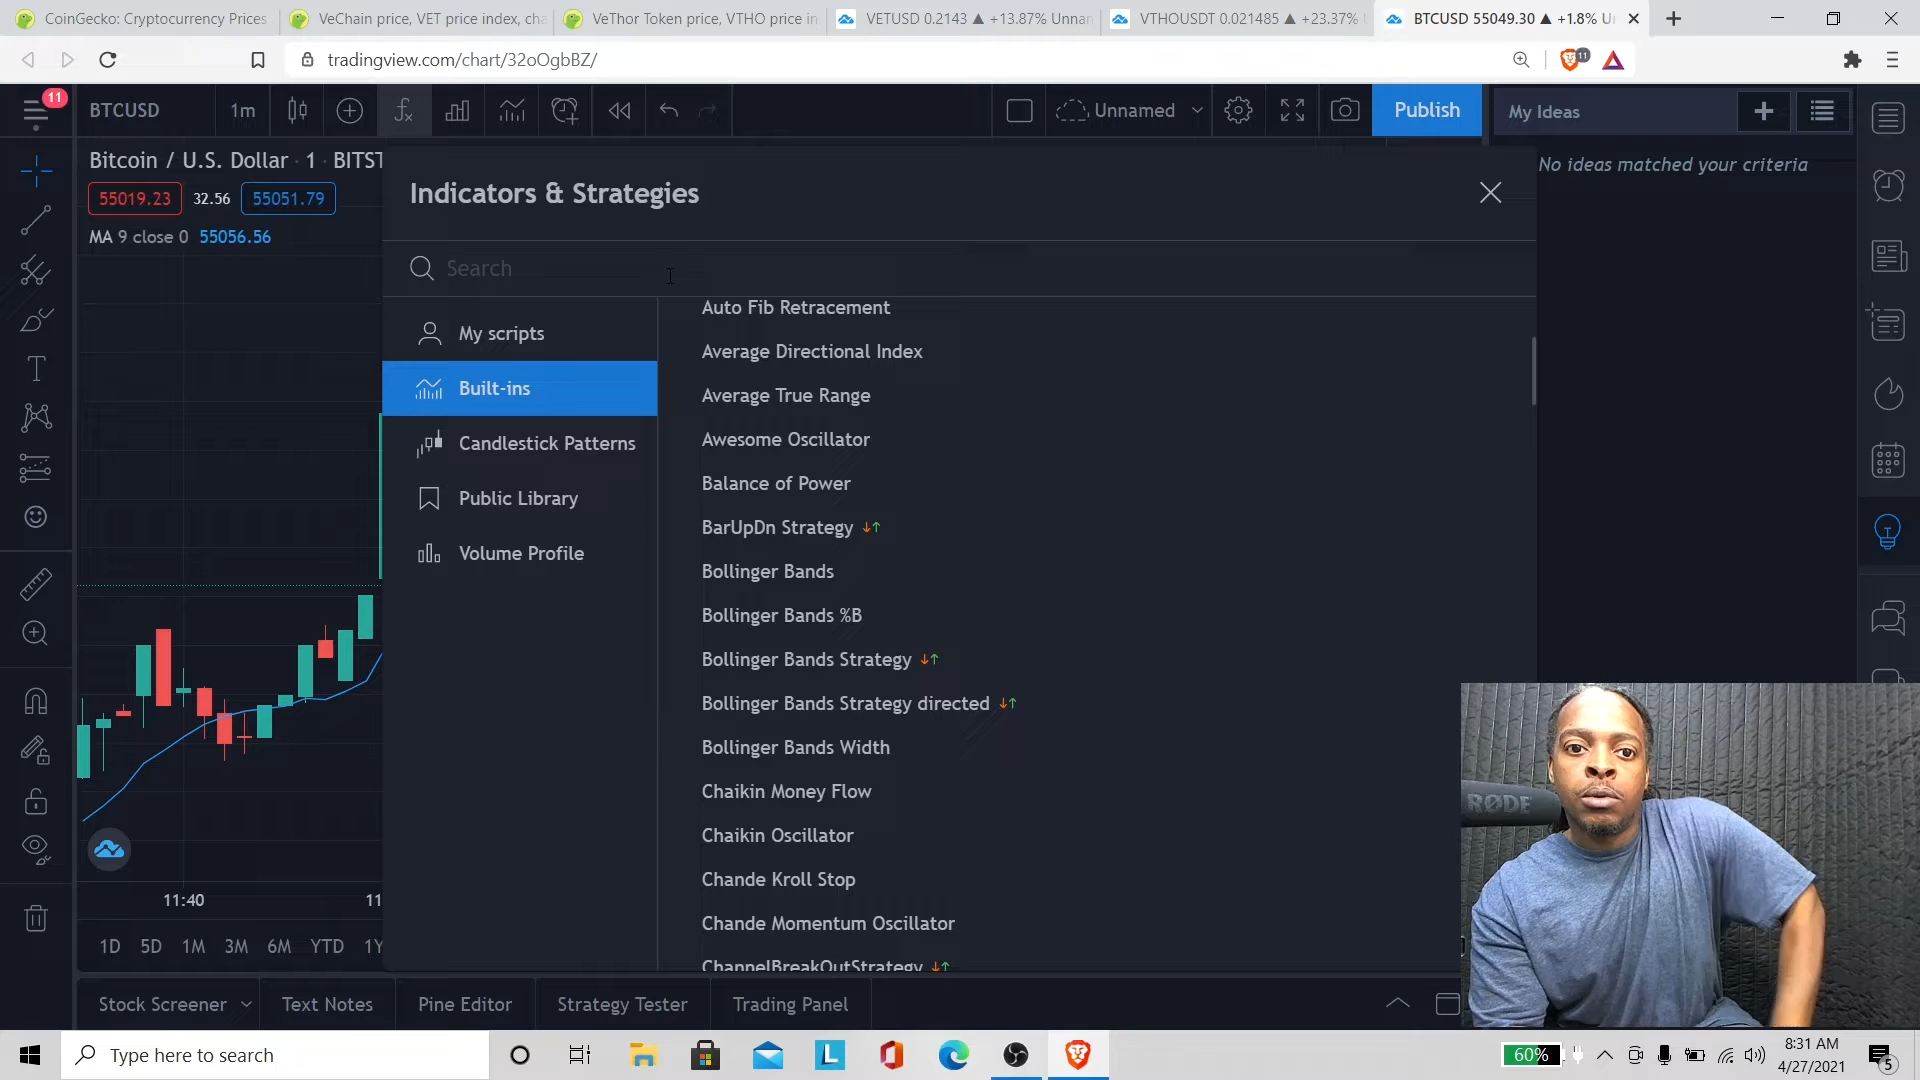 CoinGecko: Cryptocurrency Prices
VeChain price, VET price index, cha
VeThor Token price, VTHO price in
VETUSD 0.2143 ▲ +13.87% Unnan
VTHOUSDT 0.021485 ▲ +23.37% U
BTCUSD 55049.30 ▲ +1.8% U
tradingview.com/chart/32oOgbBZ/
11
11
BTCUSD
1m
Unnamed
Publish
My Ideas
Bitcoin / U.S. Dollar · 1 · BITST
No ideas matched your criteria
55019.23 32.56 55051.79
MA 9 close 0 55056.56
Indicators & Strategies
Search
My scripts
Built-ins
Candlestick Patterns
Public Library
Volume Profile
Auto Fib Retracement
Average Directional Index
Average True Range
Awesome Oscillator
Balance of Power
BarUpDn Strategy
Bollinger Bands
Bollinger Bands %B
Bollinger Bands Strategy
Bollinger Bands Strategy directed
Bollinger Bands Width
Chaikin Money Flow
Chaikin Oscillator
Chande Kroll Stop
Chande Momentum Oscillator
ChannelBreakOutStrategy
RØDE
11:40
11
1D 5D 1M 3M 6M YTD 1Y
Stock Screener
Text Notes
Pine Editor
Strategy Tester
Trading Panel
Type here to search
60%
8:31 AM
4/27/2021
5